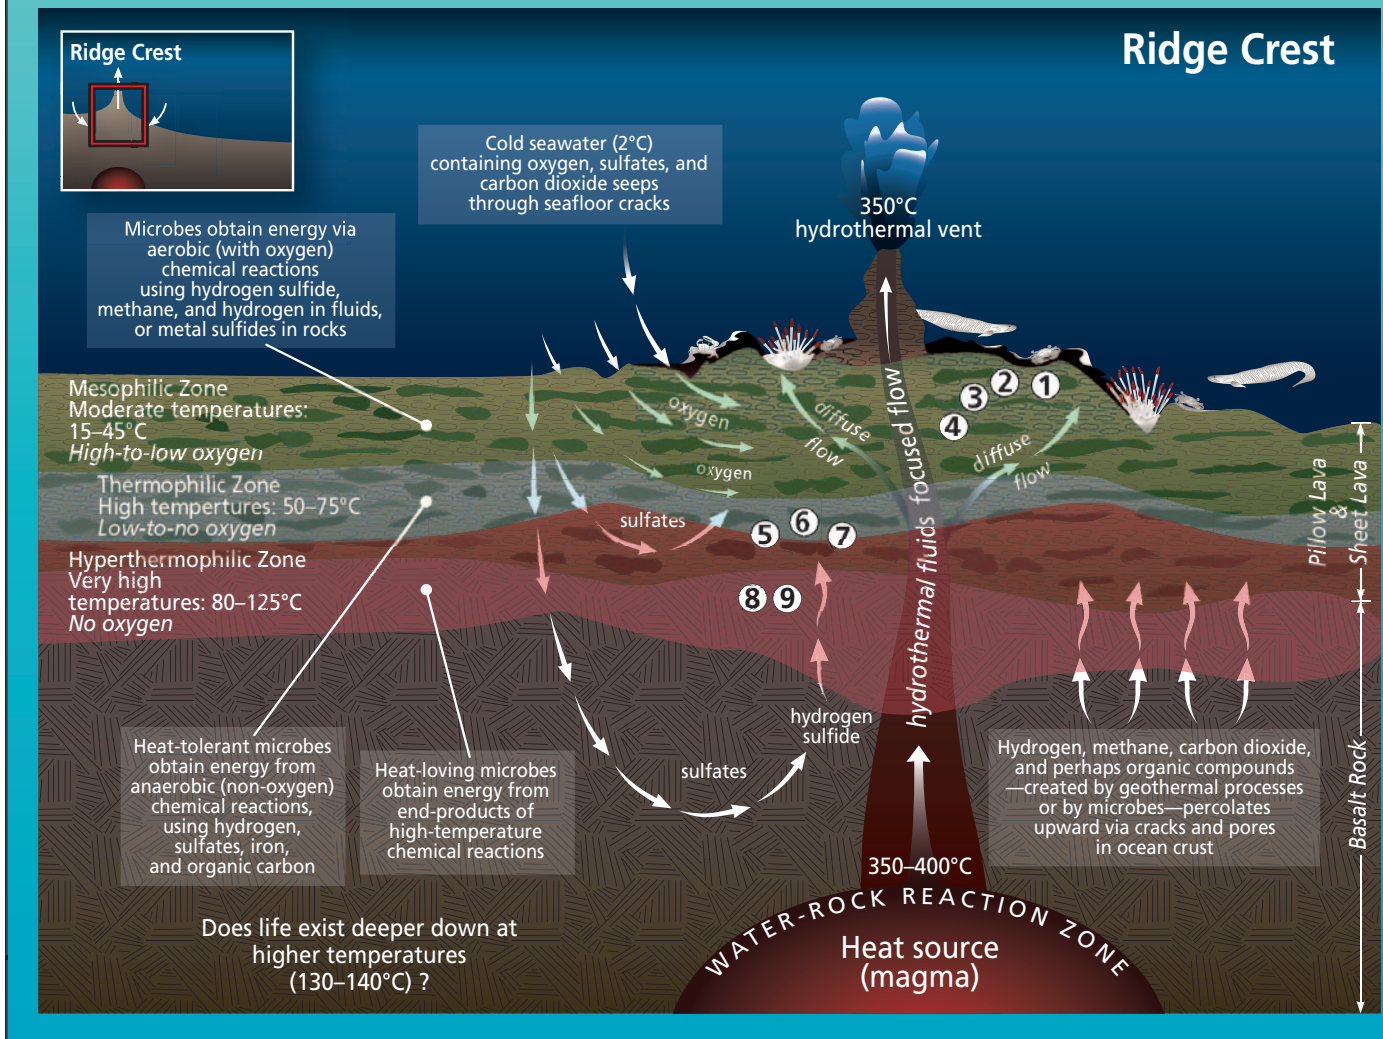 Ridge Crest
Ridge Crest
Cold seawater (2°C)
containing oxygen, sulfates, and
carbon dioxide seeps
through seafloor cracks
350°C
hydrothermal vent
Microbes obtain energy via
aerobic (with oxygen)
chemical reactions
using hydrogen sulfide,
methane, and hydrogen in fluids,
or metal sulfides in rocks
Mesophilic Zone
Moderate temperatures:
15–45°C
High-to-low oxygen
Thermophilic Zone
High tempertures: 50–75°C
Low-to-no oxygen
Hyperthermophilic Zone
Very high
temperatures: 80–125°C
No oxygen
oxygen
oxygen
sulfates
diffuse
flow
hydrothermal fluids focused flow
diffuse
flow
1
2
3
4
5
6
7
8
9
Pillow Lava
&
Sheet Lava
Basalt Rock
hydrogen
sulfide
sulfates
Heat-tolerant microbes
obtain energy from
anaerobic (non-oxygen)
chemical reactions,
using hydrogen,
sulfates, iron,
and organic carbon
Heat-loving microbes
obtain energy from
end-products of
high-temperature
chemical reactions
Hydrogen, methane, carbon dioxide,
and perhaps organic compounds
—created by geothermal processes
or by microbes—percolates
upward via cracks and pores
in ocean crust
350–400°C
WATER-ROCK REACTION ZONE
Heat source
(magma)
Does life exist deeper down at
higher temperatures
(130–140°C) ?